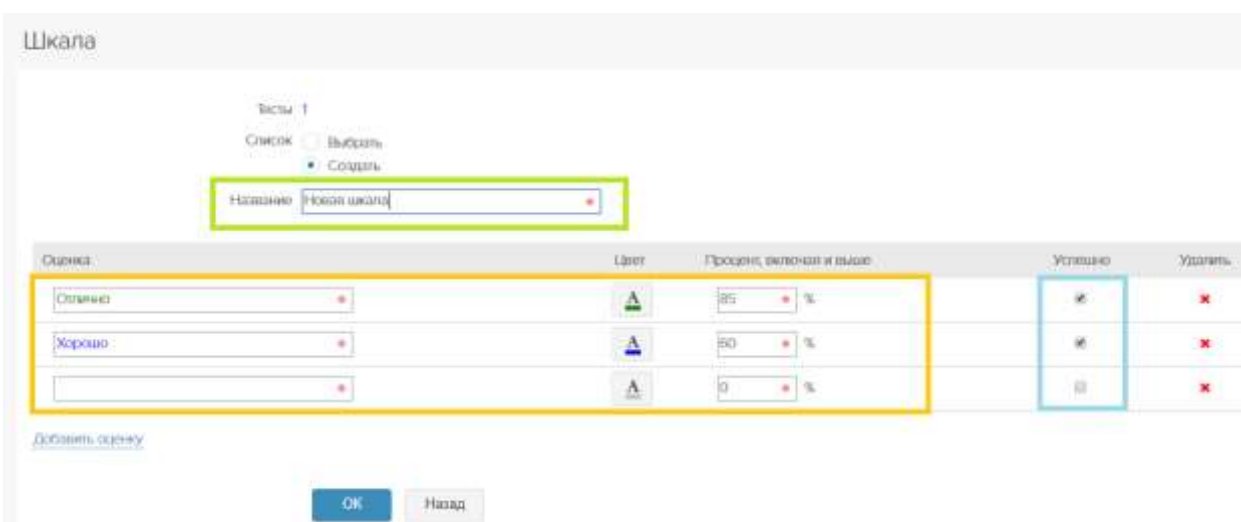 Шкала
Тесты 1
Список Выбрать
Создать
Название Новая шкала *
Оценка Цвет Процент, включая и выше Успешно Удалить
Отлично * A 85 * %
Хорошо * A 60 * %
* A 0 * %
Добавить оценку
ОК Назад